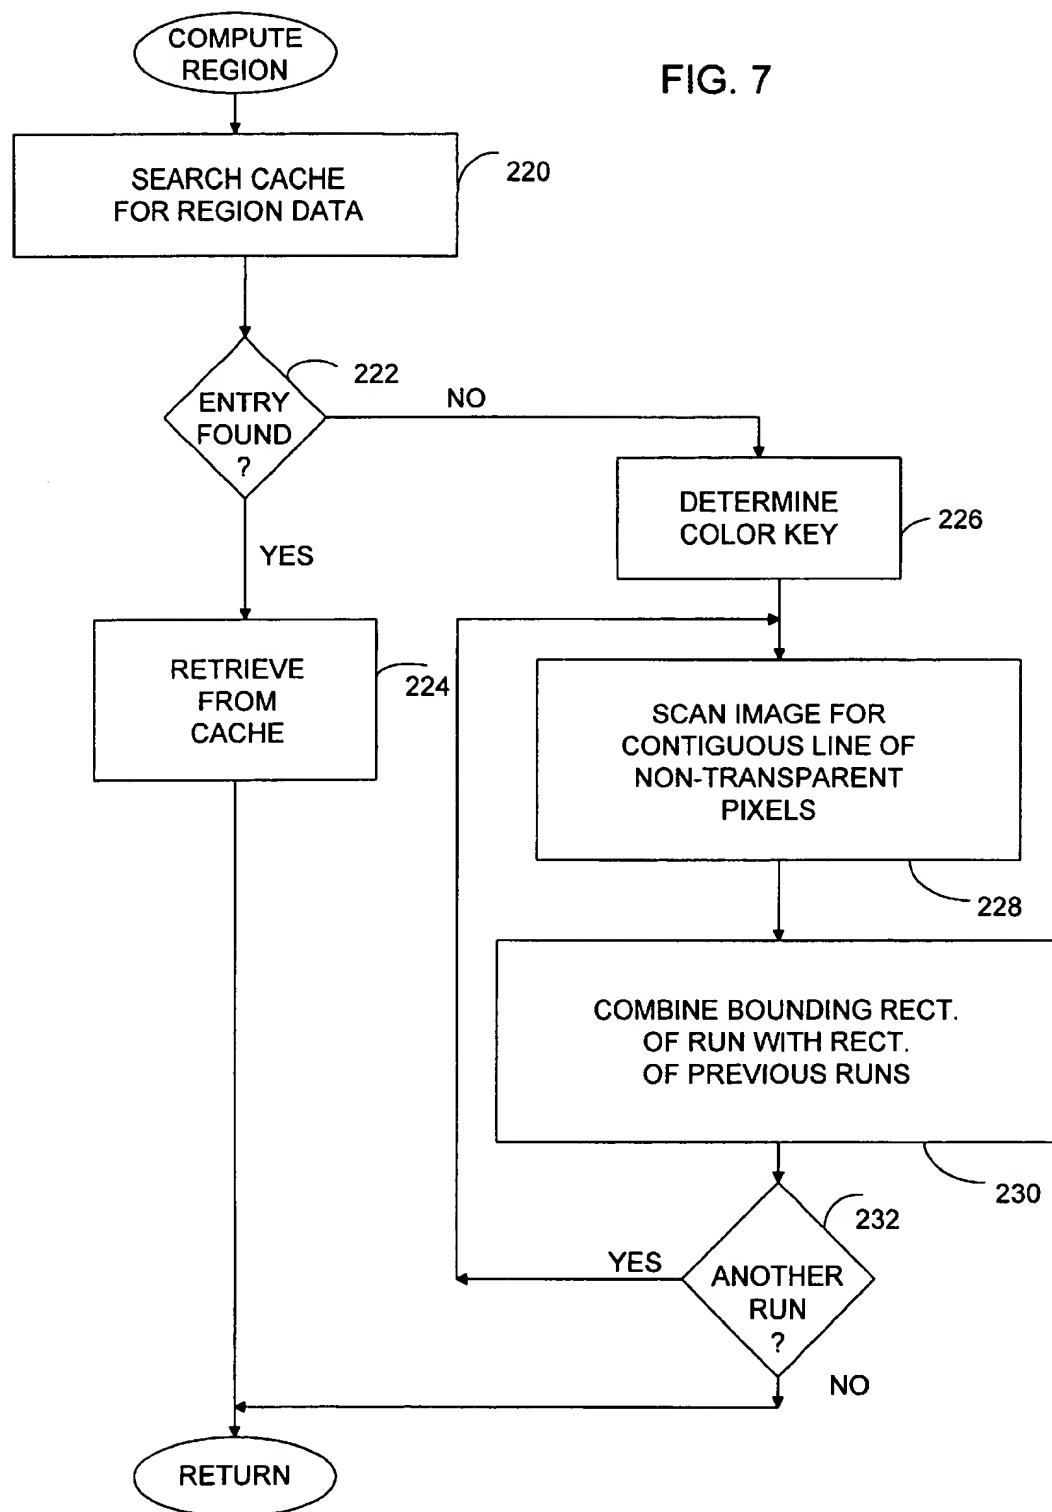 COMPUTE
REGION
FIG. 7
SEARCH CACHE
FOR REGION DATA
220
ENTRY
FOUND
?
222
NO
YES
DETERMINE
COLOR KEY
226
RETRIEVE
FROM
CACHE
224
SCAN IMAGE FOR
CONTIGUOUS LINE OF
NON-TRANSPARENT
PIXELS
228
COMBINE BOUNDING RECT.
OF RUN WITH RECT.
OF PREVIOUS RUNS
230
232
YES
ANOTHER
RUN
?
NO
RETURN